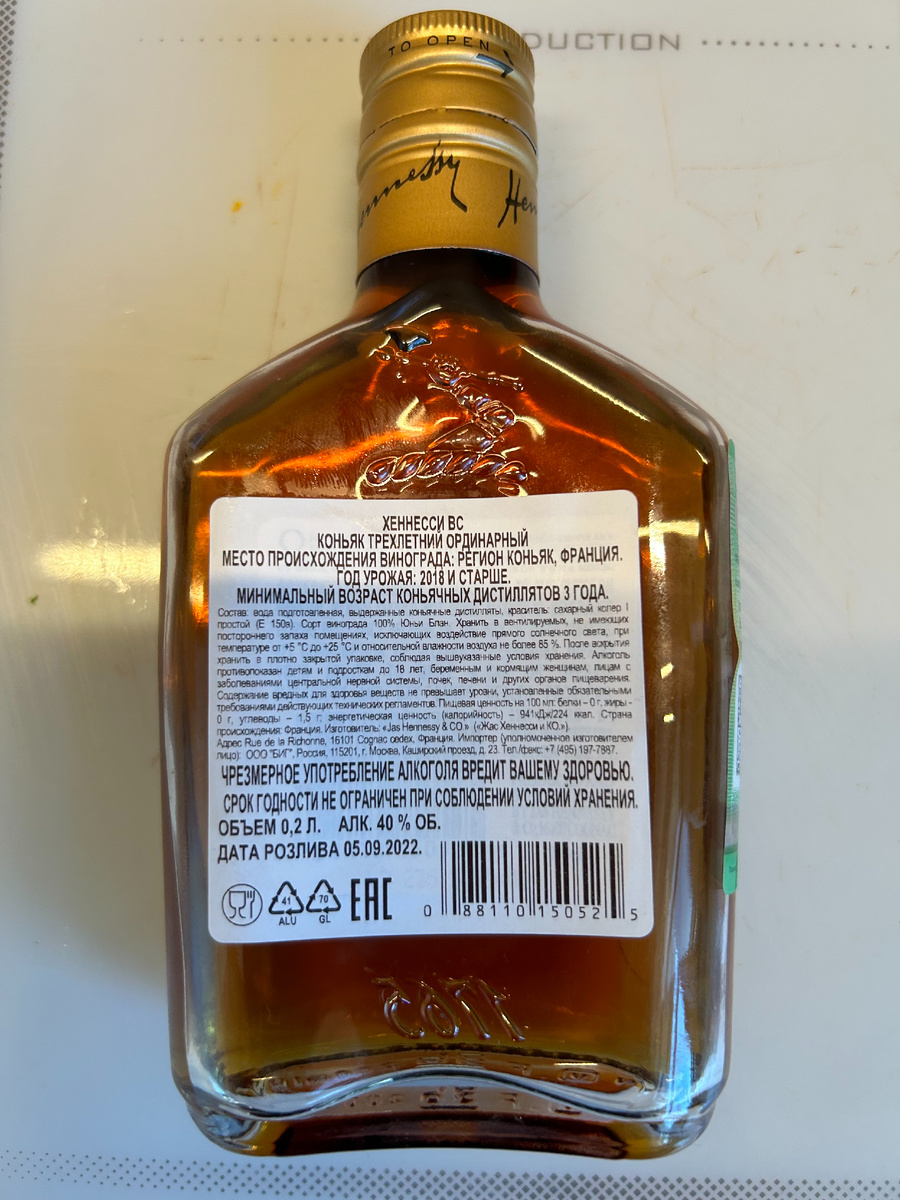 TO OPEN
DUCTION
Hennessy Hen
ХЕННЕССИ ВС
КОНЬЯК ТРЕХЛЕТНИЙ ОРДИНАРНЫЙ
МЕСТО ПРОИСХОЖДЕНИЯ ВИНОГРАДА: РЕГИОН КОНЬЯК, ФРАНЦИЯ.
ГОД УРОЖАЯ: 2018 И СТАРШЕ.
МИНИМАЛЬНЫЙ ВОЗРАСТ КОНЬЯЧНЫХ ДИСТИЛЛЯТОВ 3 ГОДА.
Состав: вода подготовленная, выдержанные коньячные дистилляты, краситель: сахарный колер I
простой (Е 150а). Сорт винограда 100% Юньи Блан. Хранить в вентилируемых, не имеющих
постороннего запаха помещениях, исключающих воздействие прямого солнечного света, при
температуре от +5 °С до +25 °С и относительной влажности воздуха не более 85 %. После вскрытия
хранить в плотно закрытой упаковке, соблюдая вышеуказанные условия хранения. Алкоголь
противопоказан детям и подросткам до 18 лет, беременным и кормящим женщинам, лицам с
заболеваниями центральной нервной системы, почек, печени и других органов пищеварения.
Содержание вредных для здоровья веществ не превышает уровни, установленные обязательными
требованиями действующих технических регламентов. Пищевая ценность на 100 мл: белки – 0 г, жиры -
0 г, углеводы – 1,5 г; энергетическая ценность (калорийность) – 941кДж/224 ккал. Страна
происхождения: Франция. Изготовитель: «Jas Hennessy & CO » («Жас Хеннесси и КО.»).
Адрес Rue de la Richonne, 16101 Cognac cedex, Франция. Импортер (уполномоченное изготовителем
лицо): ООО "БИГ", Россия, 115201, г. Москва, Каширский проезд, д. 23. Тел./факс: +7 (495) 197-7887.
ЧРЕЗМЕРНОЕ УПОТРЕБЛЕНИЕ АЛКОГОЛЯ ВРЕДИТ ВАШЕМУ ЗДОРОВЬЮ.
СРОК ГОДНОСТИ НЕ ОГРАНИЧЕН ПРИ СОБЛЮДЕНИИ УСЛОВИЙ ХРАНЕНИЯ.
ОБЪЕМ 0,2 Л. АЛК. 40 % ОБ.
ДАТА РОЗЛИВА 05.09.2022.
41 ALU 70 GL EAC
0 88110 15052 5
1765